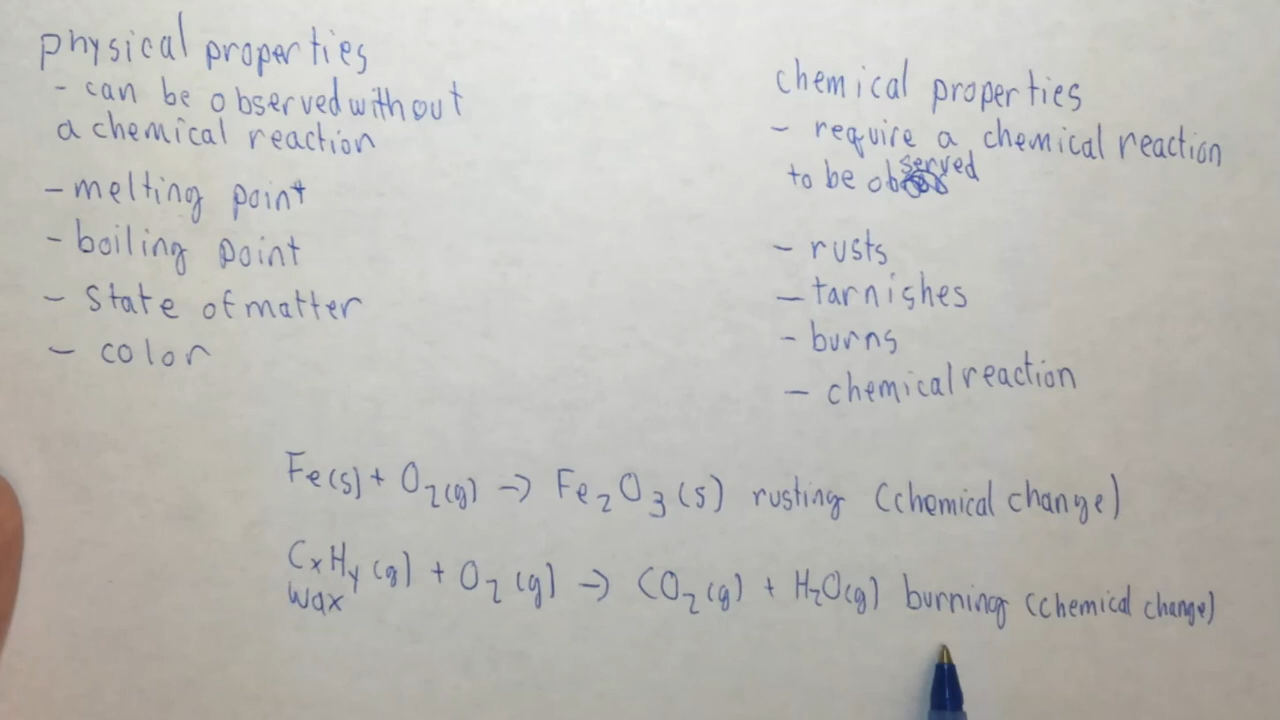 physical properties
- can be observed without
a chemical reaction
- melting point
- boiling point
- state of matter
- color
chemical properties
- require a chemical reaction
to be observed
- rusts
- tarnishes
- burns
- chemical reaction
Fe(s) + O₂(g) → Fe₂O₃(s) rusting (chemical change)
CₓHᵧ(g) + O₂(g) → CO₂(g) + H₂O(g) burning (chemical change)
wax